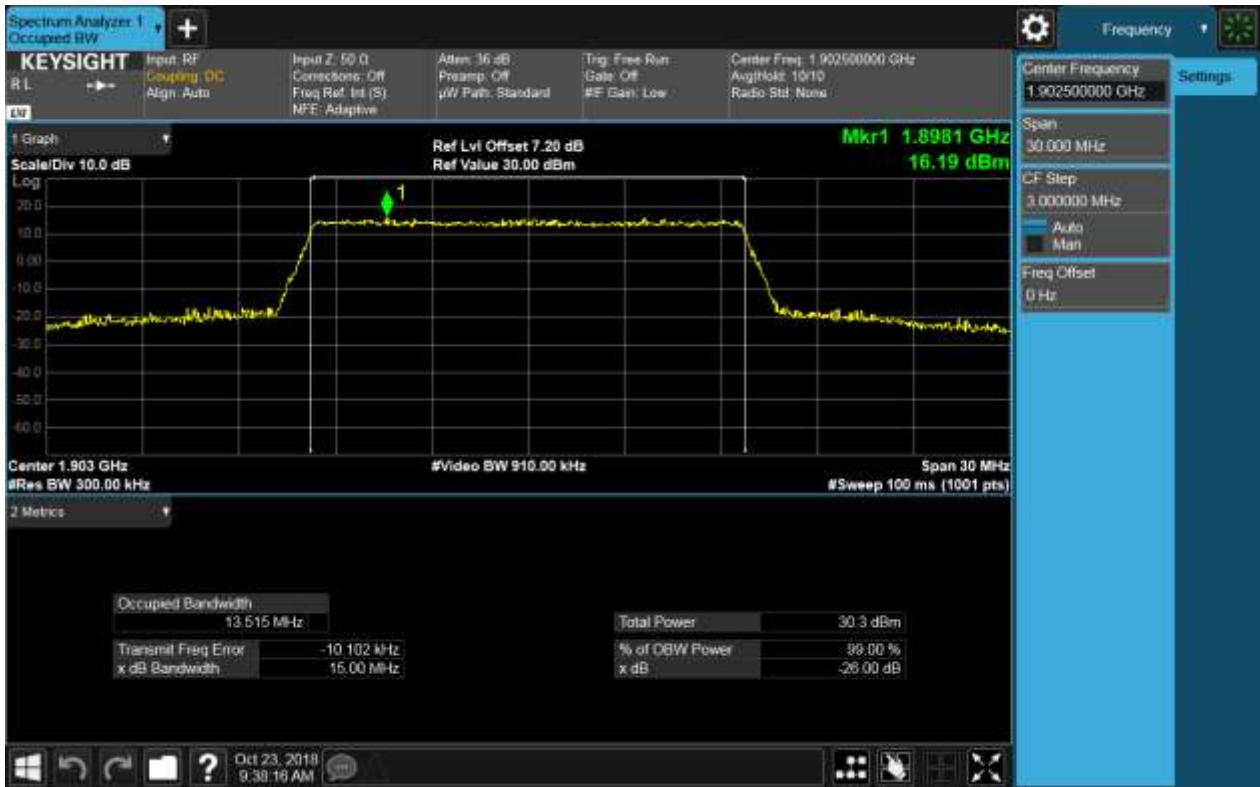 Spectrum Analyzer 1
Occupied BW
Frequency
KEYSIGHT
Input: RF
Input Z: 50 Ω
Atten: 36 dB
Trig: Free Run
Center Freq: 1.902500000 GHz
R L
Coupling: DC
Corrections: Off
Preamp: Off
Gate: Off
Avg|Hold: 10/10
Align: Auto
Freq Ref: Int (S)
µW Path: Standard
#IF Gain: Low
Radio Std: None
NFE: Adaptive
Center Frequency
1.902500000 GHz
Settings
Span
30.000 MHz
CF Step
3.000000 MHz
Auto
Man
Freq Offset
0 Hz
1 Graph
Scale/Div 10.0 dB
Ref Lvl Offset 7.20 dB
Ref Value 30.00 dBm
Mkr1 1.8981 GHz
16.19 dBm
Log
1
20.0
10.0
0.00
-10.0
-20.0
-30.0
-40.0
-50.0
-60.0
Center 1.903 GHz
#Video BW 910.00 kHz
Span 30 MHz
#Res BW 300.00 kHz
#Sweep 100 ms (1001 pts)
2 Metrics
Occupied Bandwidth
13.515 MHz
Total Power
30.3 dBm
Transmit Freq Error
-10.102 kHz
% of OBW Power
99.00 %
x dB Bandwidth
15.00 MHz
x dB
-26.00 dB
Oct 23, 2018
9:38:16 AM